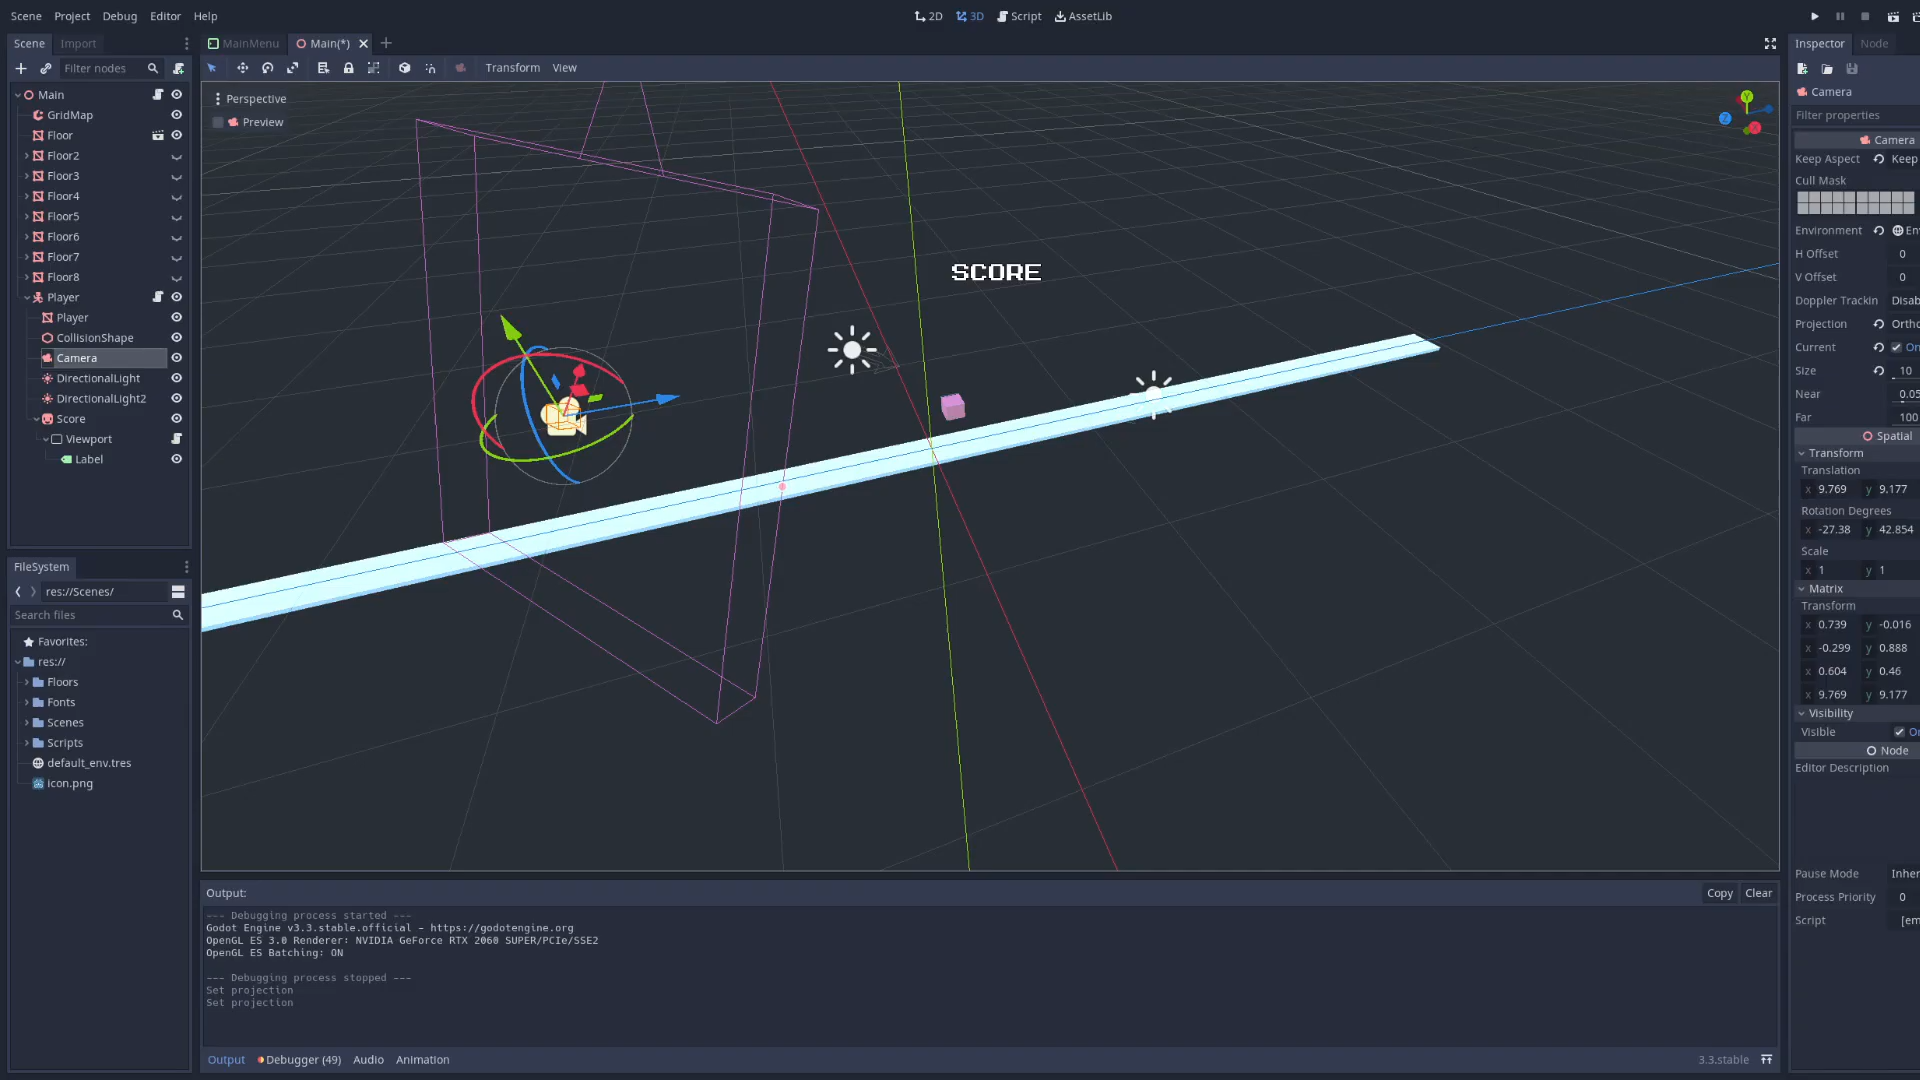 Scene Project Debug Editor Help
2D 3D Script AssetLib
Scene Import
MainMenu Main(*)
Inspector Node
Filter nodes
Transform View
Main
GridMap
Floor
Floor2
Floor3
Floor4
Floor5
Floor6
Floor7
Floor8
Player
Player
CollisionShape
Camera
DirectionalLight
DirectionalLight2
Score
Viewport
Label
Perspective
Preview
SCORE
Y
Z
FileSystem
res://Scenes/
Search files
Favorites:
res://
Floors
Fonts
Scenes
Scripts
default_env.tres
icon.png
Output:
Copy Clear
--- Debugging process started ---
Godot Engine v3.3.stable.official - https://godotengine.org
OpenGL ES 3.0 Renderer: NVIDIA GeForce RTX 2060 SUPER/PCIe/SSE2
OpenGL ES Batching: ON
--- Debugging process stopped ---
Set projection
Set projection
Output Debugger (49) Audio Animation
3.3.stable
Camera
Filter properties
Camera
Keep Aspect Keep
Cull Mask
Environment Env
H Offset 0
V Offset 0
Doppler Trackin Disab
Projection Ortho
Current On
Size 10
Near 0.05
Far 100
Spatial
Transform
Translation
x 9.769 y 9.177
Rotation Degrees
x -27.38 y 42.854
Scale
x 1 y 1
Matrix
Transform
x 0.739 y -0.016
x -0.299 y 0.888
x 0.604 y 0.46
x 9.769 y 9.177
Visibility
Visible On
Node
Editor Description
Pause Mode Inher
Process Priority 0
Script [em